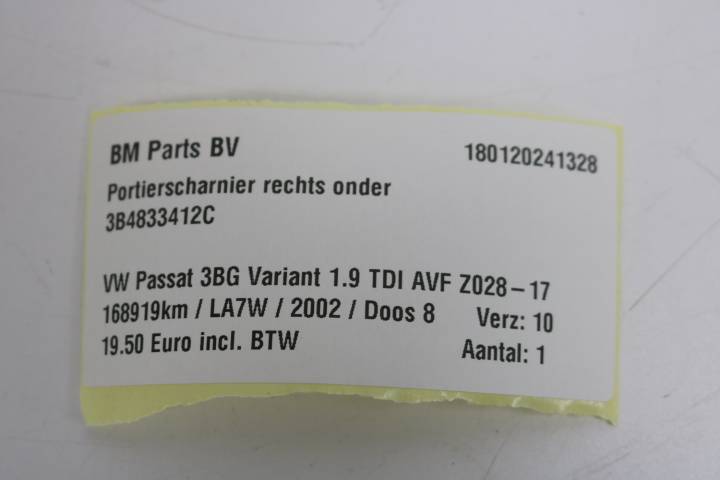 BM Parts BV 180120241328
Portierscharnier rechts onder
3B4833412C
VW Passat 3BG Variant 1.9 TDI AVF Z028-17
168919km / LA7W / 2002 / Doos 8 Verz: 10
19.50 Euro incl. BTW Aantal: 1